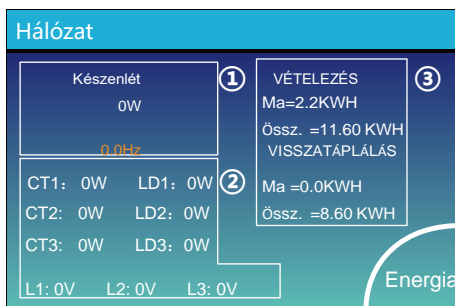 Hálózat
Készenlét
0W
0.0Hz
①
CT1: 0W LD1: 0W
CT2: 0W LD2: 0W
CT3: 0W LD3: 0W
②
L1: 0V L2: 0V L3: 0V
VÉTELEZÉS
Ma=2.2KWH
Össz. =11.60 KWH
VISSZATÁPLÁLÁS
Ma =0.0KWH
Össz. =8.60 KWH
③
Energia